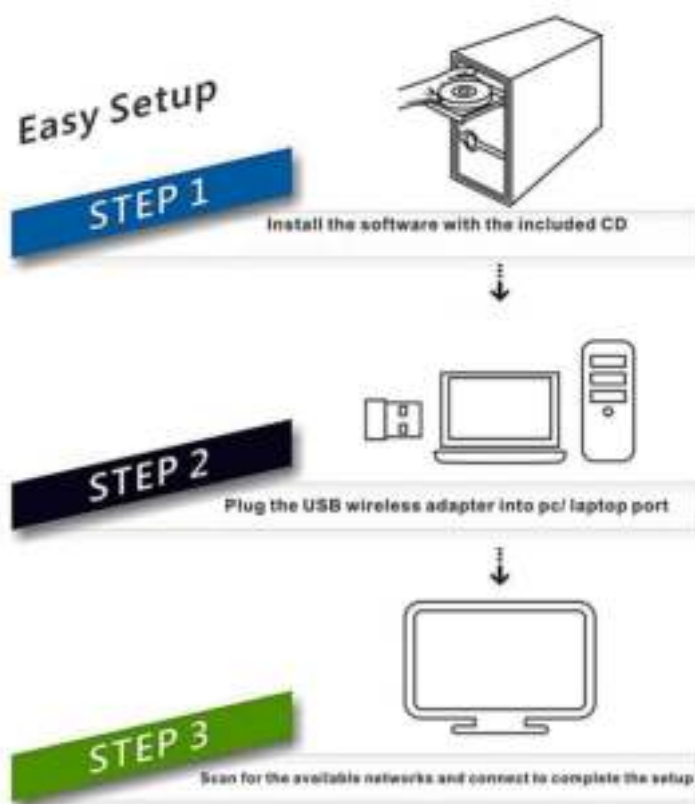 Easy Setup
STEP 1
Install the software with the included CD
STEP 2
Plug the USB wireless adapter into pc/ laptop port
STEP 3
Scan for the available networks and connect to complete the setup